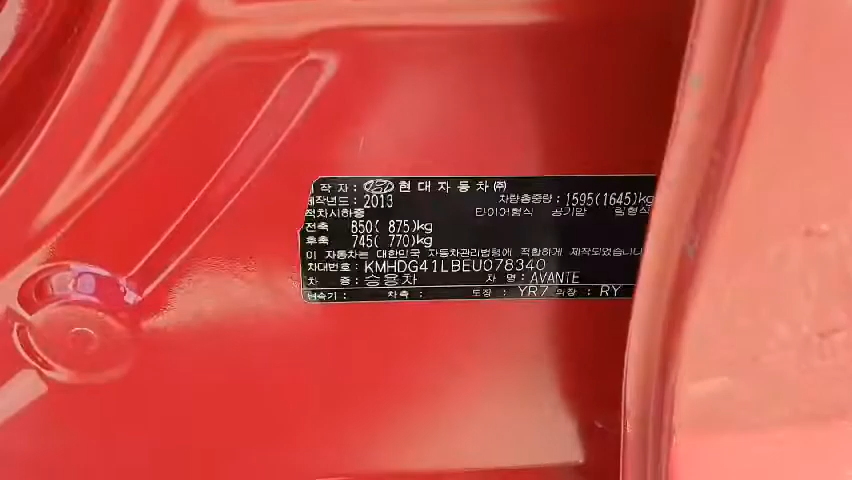 작 자 : 현 대 자 동 차 ㈜
제작년도 : 2013 차량총중량 : 1595(1645)kg
적차시하중 타이어형식 공기압 림형식
전축 850( 875)kg
후축 745( 770)kg
이 자동차는 대한민국 자동차관리법령에 적합하게 제작되었습니
차대번호 : KMHDG41LBEU078340
차 종 : 승용차 차 명 : AVANTE
변속기 : 차축 : 도장 : YR7 의장 : RY